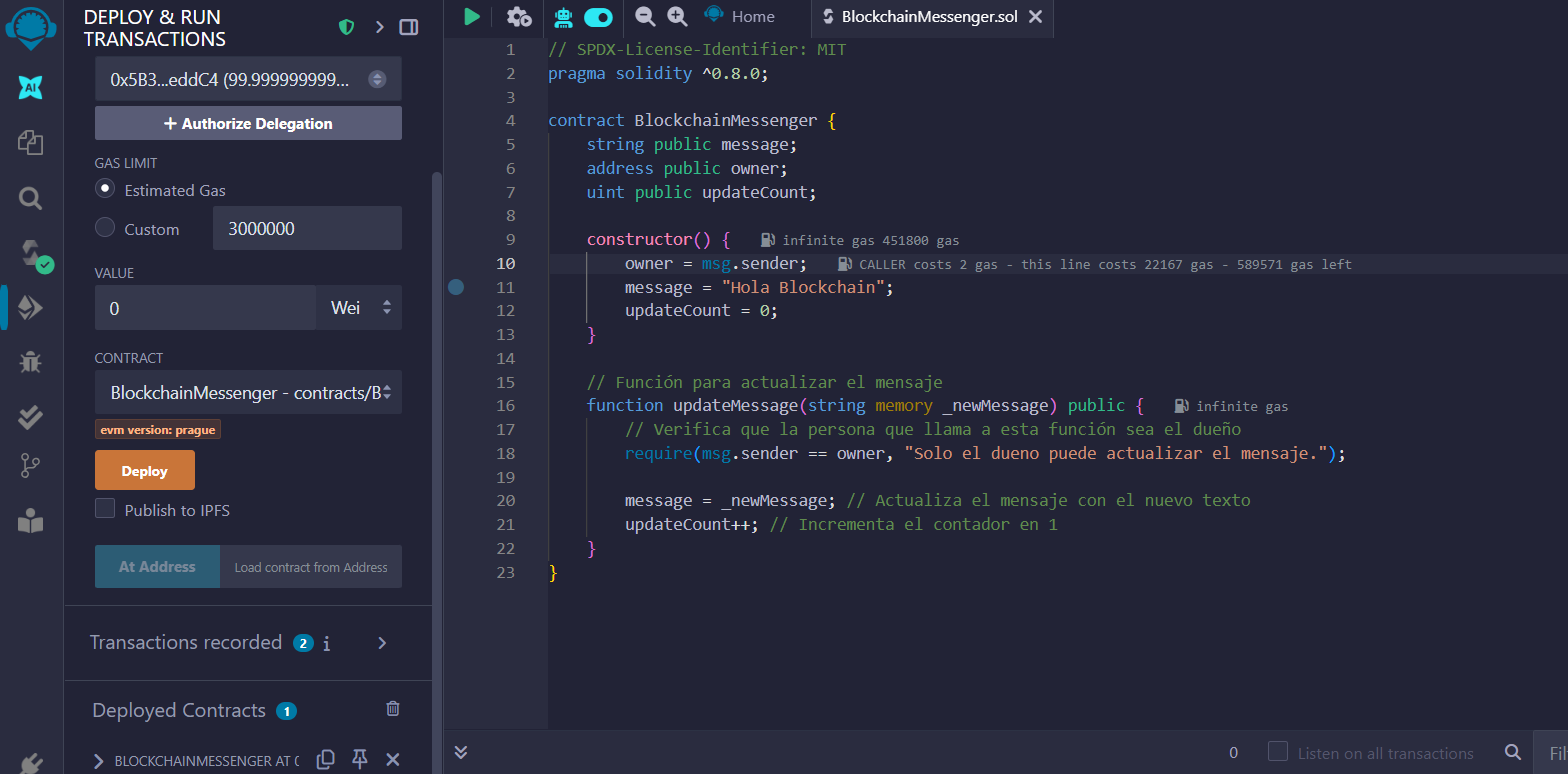 DEPLOY & RUN
TRANSACTIONS
0x5B3...eddC4 (99.999999999...
+ Authorize Delegation
GAS LIMIT
Estimated Gas
Custom
3000000
VALUE
0
Wei
CONTRACT
BlockchainMessenger - contracts/B
evm version: prague
Deploy
Publish to IPFS
At Address
Load contract from Address
Transactions recorded 2 i
Deployed Contracts 1
BLOCKCHAINMESSENGER AT
AI
Home
BlockchainMessenger.sol
1 // SPDX-License-Identifier: MIT
2 pragma solidity ^0.8.0;
3
4 contract BlockchainMessenger {
5 string public message;
6 address public owner;
7 uint public updateCount;
8
9 constructor() { infinite gas 451800 gas
10 owner = msg.sender; CALLER costs 2 gas - this line costs 22167 gas - 589571 gas left
11 message = "Hola Blockchain";
12 updateCount = 0;
13 }
14
15 // Función para actualizar el mensaje
16 function updateMessage(string memory _newMessage) public { infinite gas
17 // Verifica que la persona que llama a esta función sea el dueño
18 require(msg.sender == owner, "Solo el dueno puede actualizar el mensaje.");
19
20 message = _newMessage; // Actualiza el mensaje con el nuevo texto
21 updateCount++; // Incrementa el contador en 1
22 }
23 }
0
Listen on all transactions